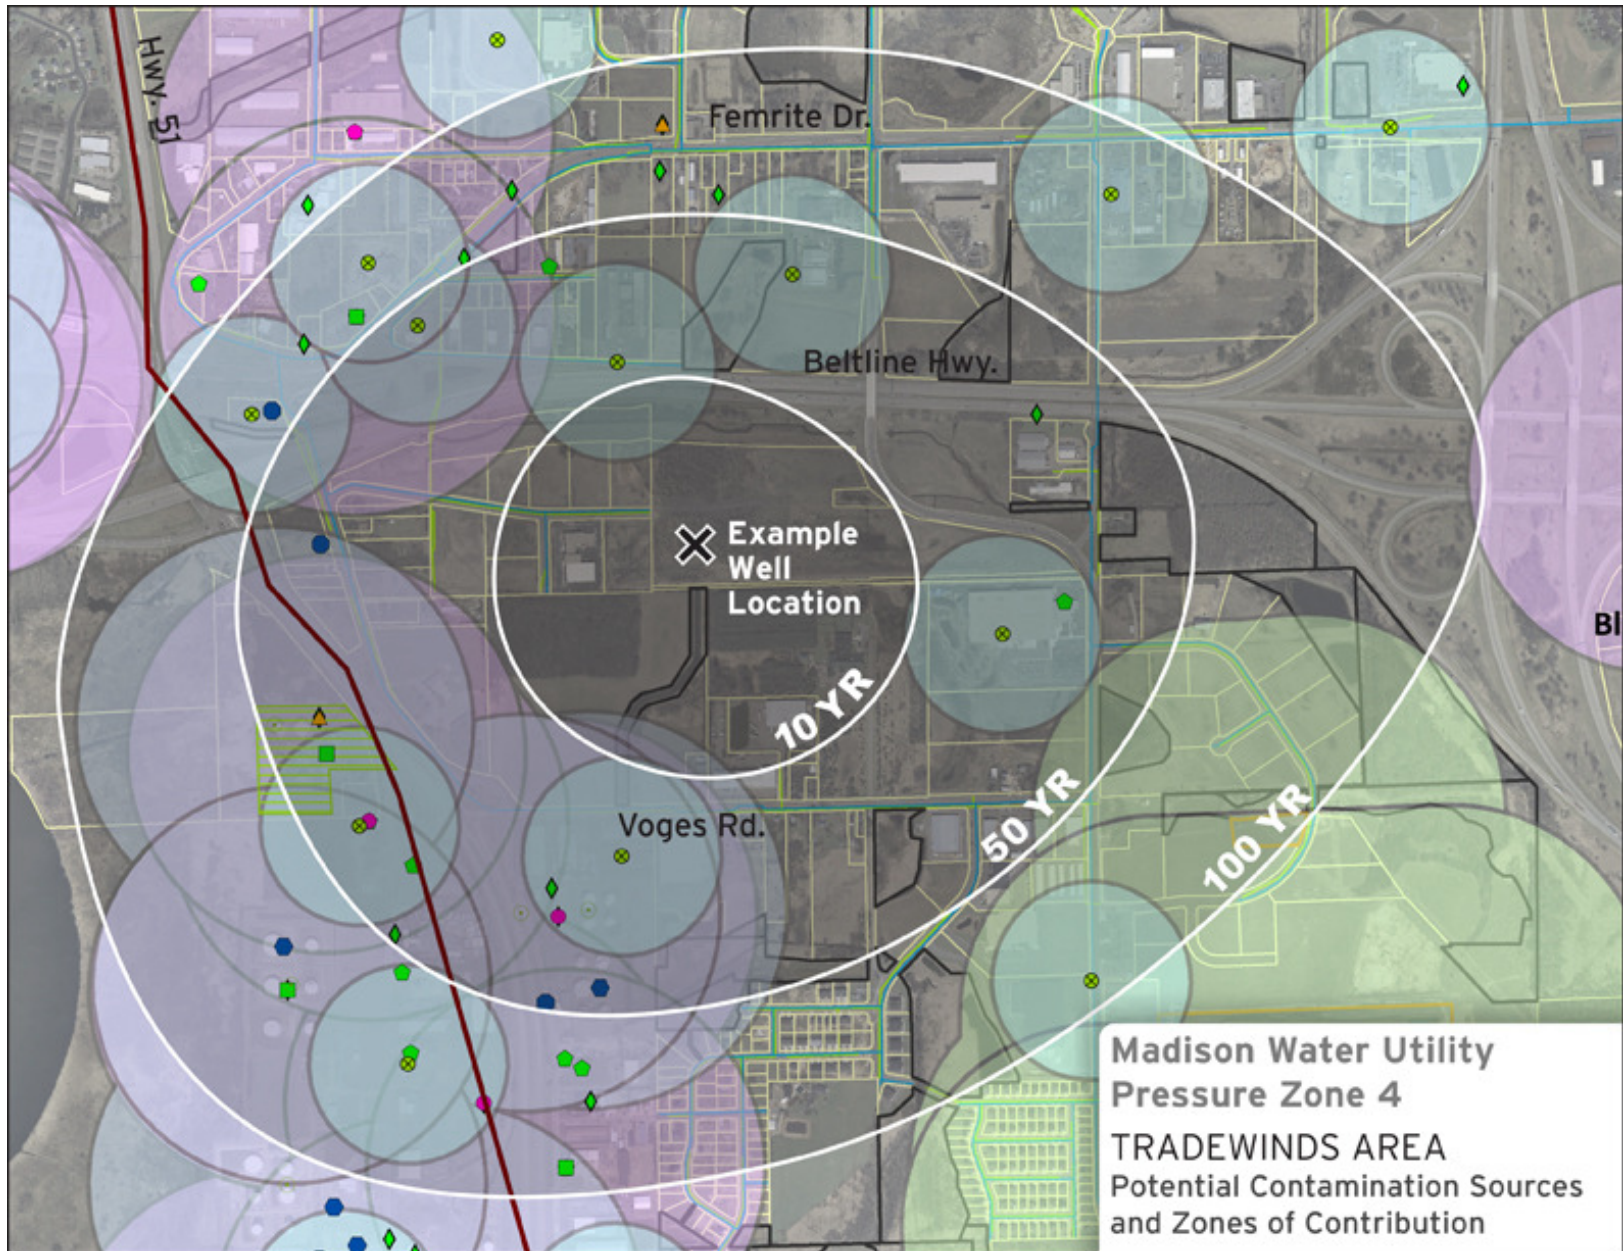 Hwy. 51
Femrite Dr.
Beltline Hwy.
Example
Well
Location
10 YR
Voges Rd.
50 YR
100 YR
Bl
Madison Water Utility
Pressure Zone 4
TRADEWINDS AREA
Potential Contamination Sources
and Zones of Contribution